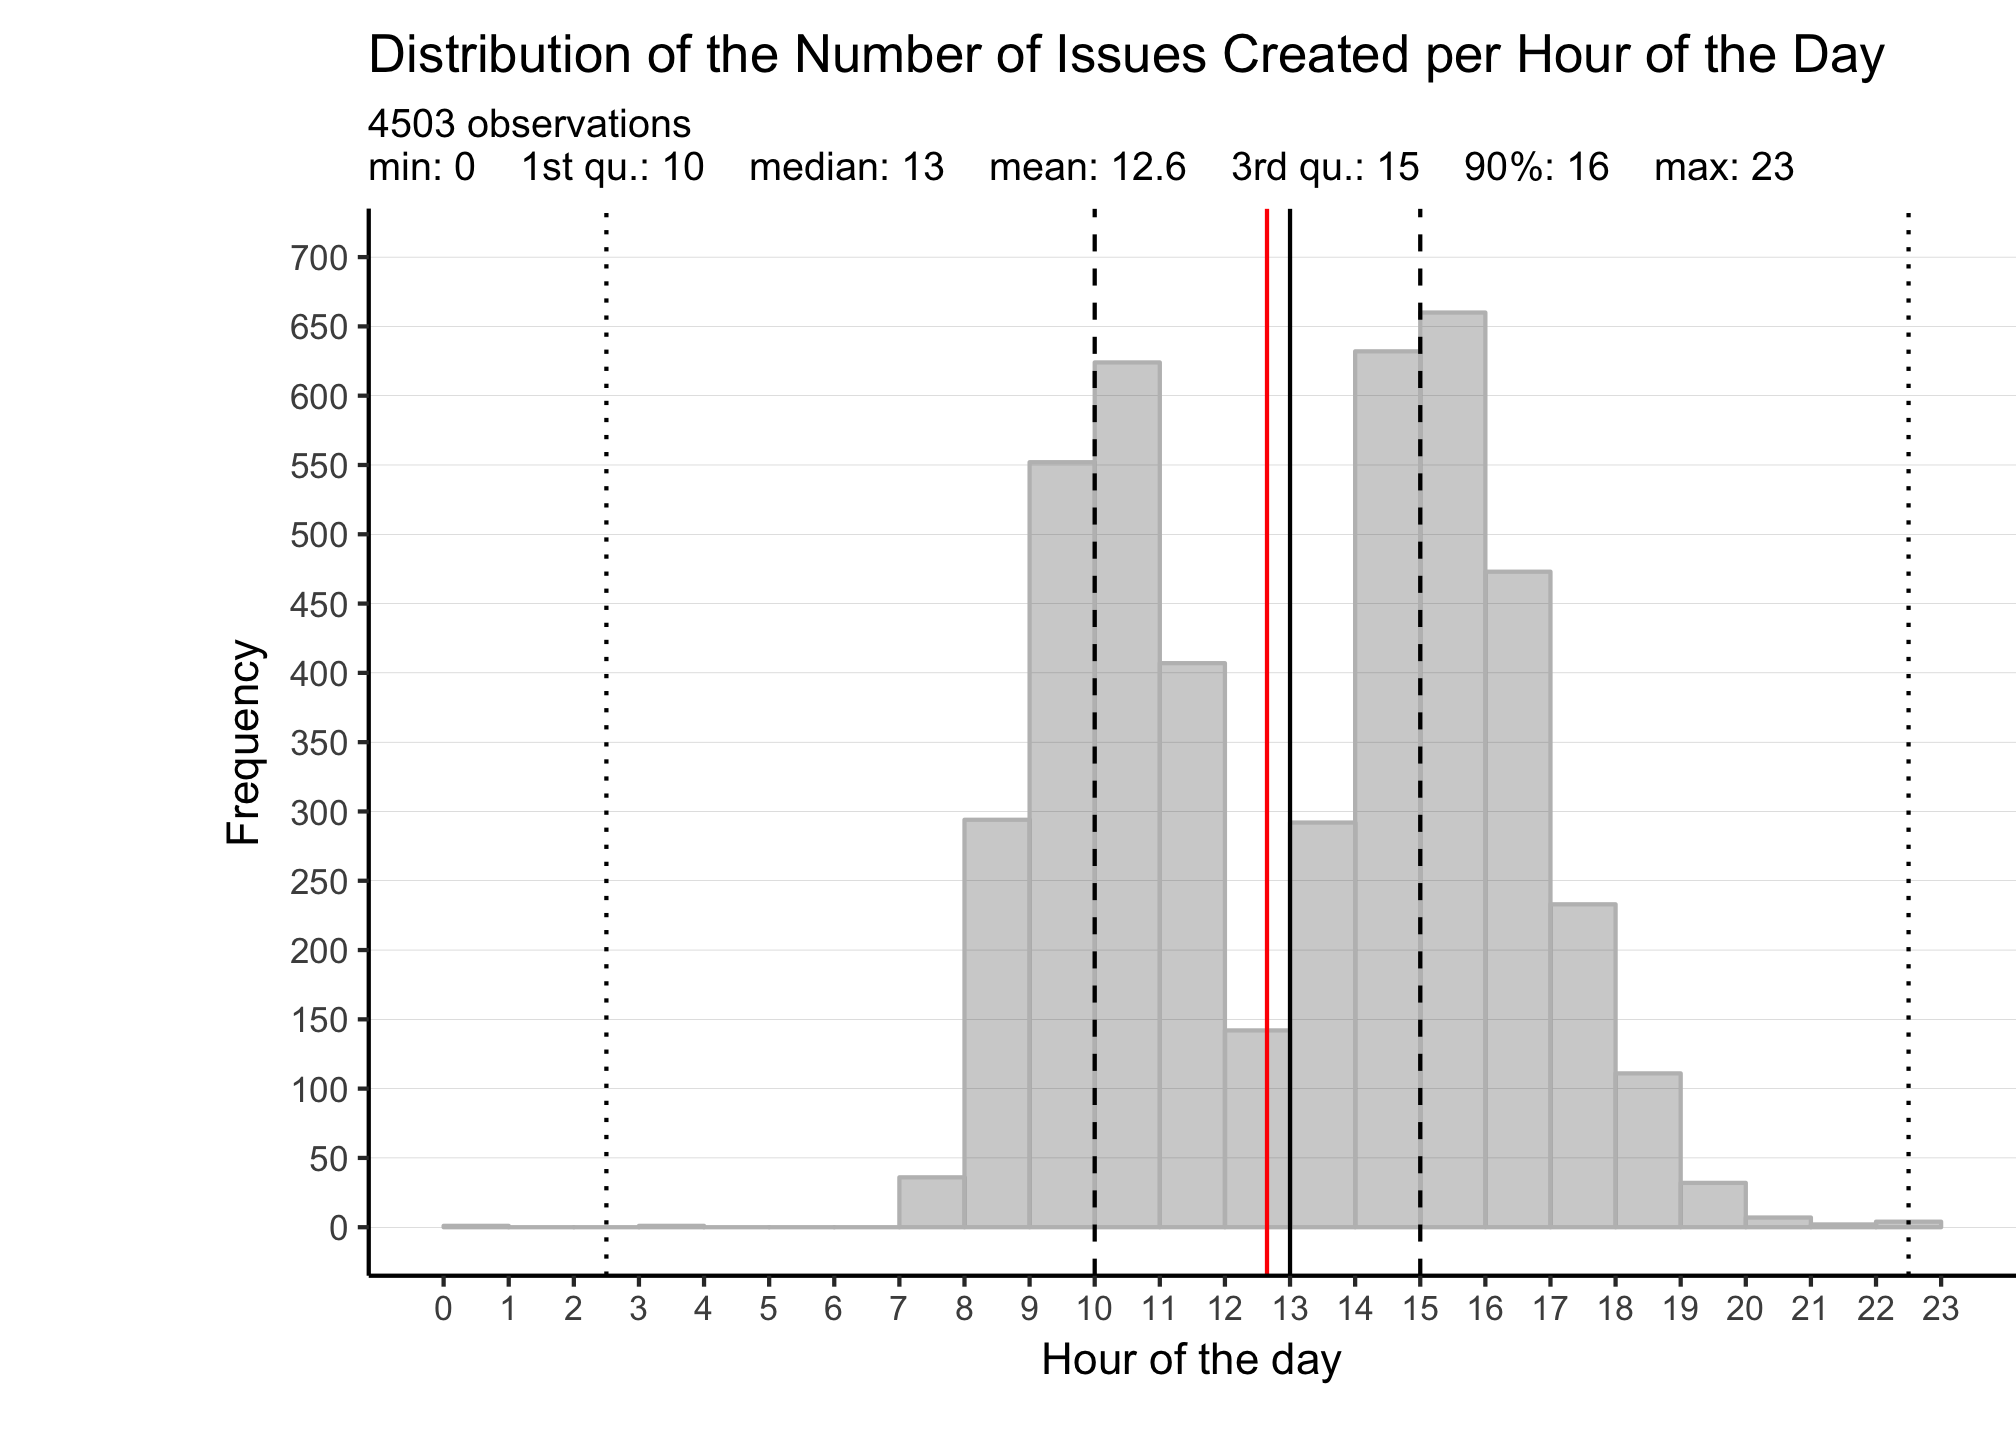 Distribution of the Number of Issues Created per Hour of the Day
4503 observations
min: 0 1st qu.: 10 median: 13 mean: 12.6 3rd qu.: 15 90%: 16 max: 23
700
650
600
550
500
450
400
350
300
250
200
150
100
50
0
Frequency
0 1 2 3 4 5 6 7 8 9 10 11 12 13 14 15 16 17 18 19 20 21 22 23
Hour of the day